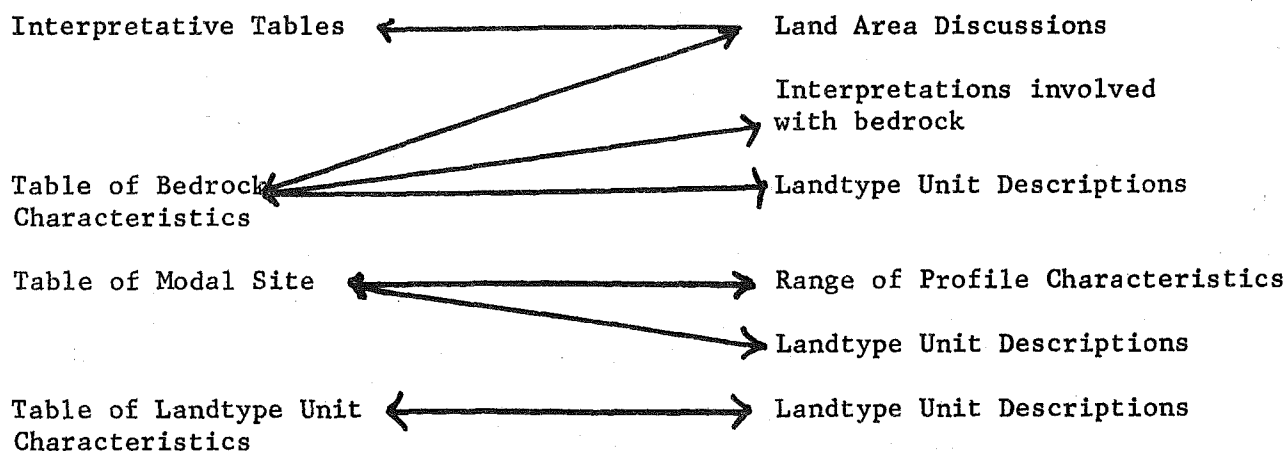 Interpretative Tables
Land Area Discussions
Interpretations involved
with bedrock
Table of Bedrock
Characteristics
Landtype Unit Descriptions
Table of Modal Site
Range of Profile Characteristics
Landtype Unit Descriptions
Table of Landtype Unit
Characteristics
Landtype Unit Descriptions